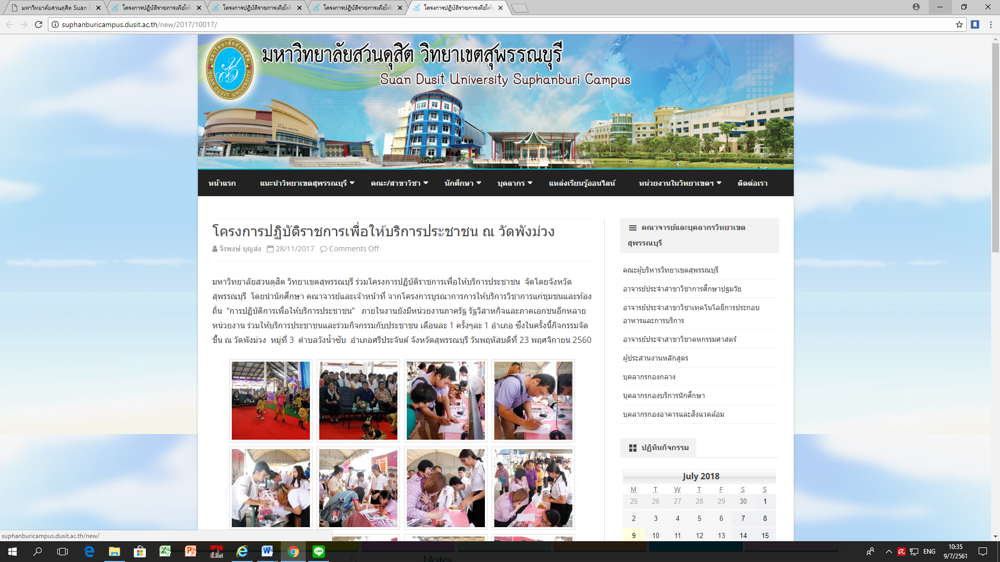 มหาวิทยาลัยสวนดุสิต Suan D
โครงการปฏิบัติราชการเพื่อให้บ
โครงการปฏิบัติราชการเพื่อให้บ
โครงการปฏิบัติราชการเพื่อให้บ
โครงการปฏิบัติราชการเพื่อให้บ
suphanburicampus.dusit.ac.th/new/2017/10017/
มหาวิทยาลัยสวนดุสิต วิทยาเขตสุพรรณบุรี
Suan Dusit University Suphanburi Campus
SUAN DUSIT UNIVERSITY
หน้าแรก แนะนำวิทยาเขตสุพรรณบุรี คณะ/สาขาวิชา นักศึกษา บุคลากร แหล่งเรียนรู้ออนไลน์ หน่วยงานในวิทยาเขตฯ ติดต่อเรา
โครงการปฏิบัติราชการเพื่อให้บริการประชาชน ณ วัดพังม่วง
จิรพงษ์ บุญส่ง 28/11/2017 Comments Off
มหาวิทยาลัยสวนดุสิต วิทยาเขตสุพรรณบุรี ร่วมโครงการปฏิบัติราชการเพื่อให้บริการประชาชน จัดโดยจังหวัด
สุพรรณบุรี โดยนำนักศึกษา คณาจารย์และเจ้าหน้าที่ จากโครงการบูรณาการการให้บริการวิชาการแก่ชุมชนและท้อง
ถิ่น “การปฏิบัติการเพื่อให้บริการประชาชน” ภายในงานยังมีหน่วยงานภาครัฐ รัฐวิสาหกิจและภาคเอกชนอีกหลาย
หน่วยงาน ร่วมให้บริการประชาชนและร่วมกิจกรรมกับประชาชน เดือนละ 1 ครั้งๆละ 1 อำเภอ ซึ่งในครั้งนี้กิจกรรมจัด
ขึ้น ณ วัดพังม่วง หมู่ที่ 3 ตำบลวังน้ำซับ อำเภอศรีประจันต์ จังหวัดสุพรรณบุรี วันพฤหัสบดีที่ 23 พฤศจิกายน 2560
คณาจารย์และบุคลากรวิทยาเขต
สุพรรณบุรี
คณะผู้บริหารวิทยาเขตสุพรรณบุรี
อาจารย์ประจำสาขาวิชาการศึกษาปฐมวัย
อาจารย์ประจำสาขาวิชาเทคโนโลยีการประกอบ
อาหารและการบริการ
อาจารย์ประจำสาขาวิชาคหกรรมศาสตร์
ผู้ประสานงานหลักสูตร
บุคลากรกองกลาง
บุคลากรกองบริการนักศึกษา
บุคลากรกองอาคารและสิ่งแวดล้อม
ปฏิทินกิจกรรม
July 2018
M T W T F S S
25 26 27 28 29 30 1
2 3 4 5 6 7 8
9 10 11 12 13 14 15
suphanburicampus.dusit.ac.th/new/
SPSS
LINE
Notes
ENG
10:35
9/7/2561